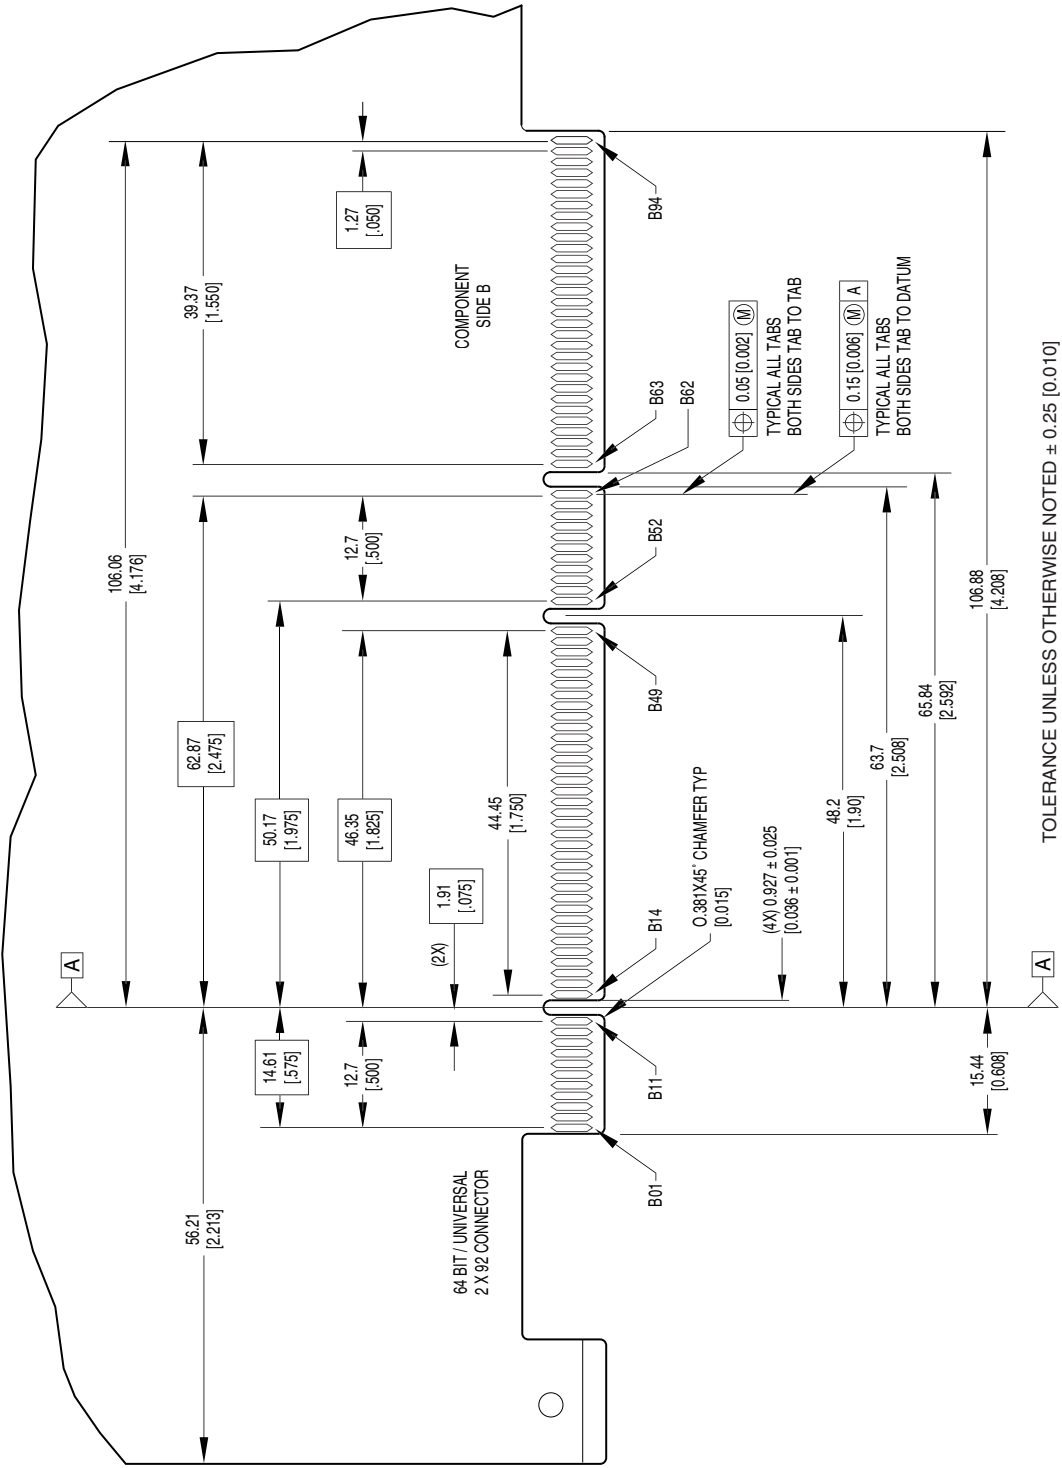 A
56.21
[2.213]
106.06
[4.176]
62.87
[2.475]
39.37
[1.550]
14.61
[.575]
50.17
[1.975]
12.7
[.500]
46.35
[1.825]
12.7
[.500]
1.27
[.050]
(2X)
1.91
[.075]
44.45
[1.750]
64 BIT / UNIVERSAL
2 X 92 CONNECTOR
COMPONENT
SIDE B
B01
B11
B14
B49
B52
B62
B63
B94
O.381X45° CHAMFER TYP
[0.015]
(4X) 0.927 ± 0.025
[0.036 ± 0.001]
0.05 [0.002] Ⓜ
TYPICAL ALL TABS
BOTH SIDES TAB TO TAB
0.15 [0.006] Ⓜ A
TYPICAL ALL TABS
BOTH SIDES TAB TO DATUM
48.2
[1.90]
63.7
[2.508]
65.84
[2.592]
15.44
[0.608]
106.88
[4.208]
A
TOLERANCE UNLESS OTHERWISE NOTED ± 0.25 [0.010]